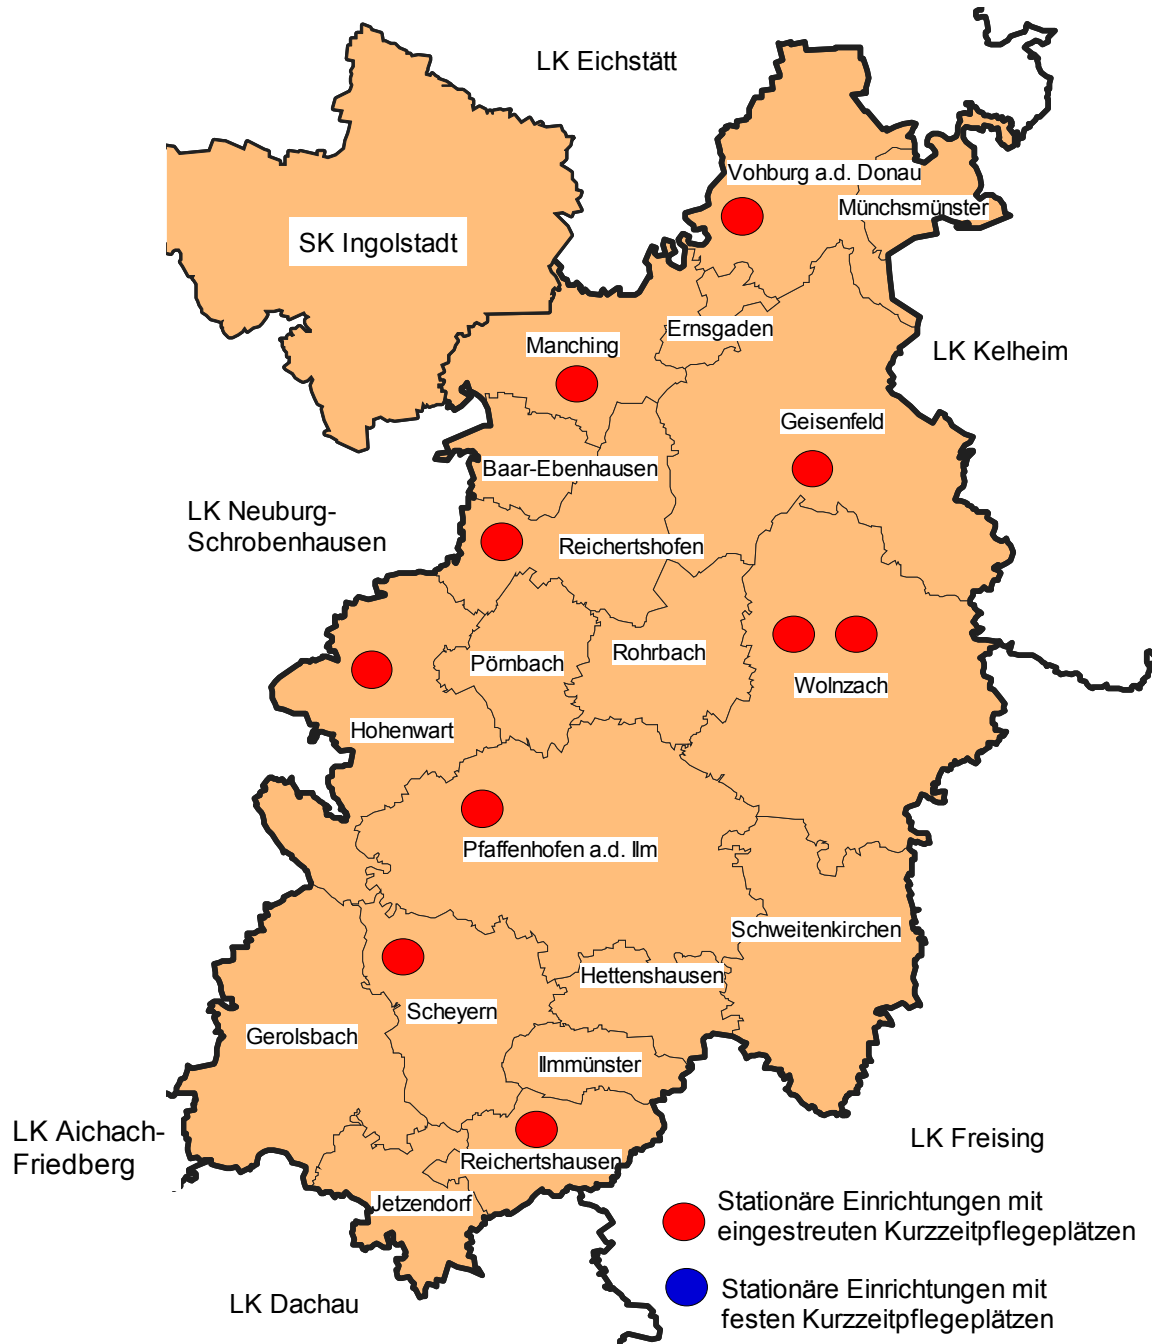 LK Eichstätt
Vohburg a.d. Donau
Münchsmünster
SK Ingolstadt
Ernsgaden
Manching
LK Kelheim
Geisenfeld
Baar-Ebenhausen
LK Neuburg-
Schrobenhausen
Reichertshofen
Rohrbach
Pörnbach
Wolnzach
Hohenwart
Pfaffenhofen a.d. Ilm
Schweitenkirchen
Hettenshausen
Scheyern
Gerolsbach
Ilmmünster
LK Aichach-
Friedberg
LK Freising
Reichertshausen
Jetzendorf
Stationäre Einrichtungen mit
eingestreuten Kurzzeitpflegeplätzen
Stationäre Einrichtungen mit
festen Kurzzeitpflegeplätzen
LK Dachau